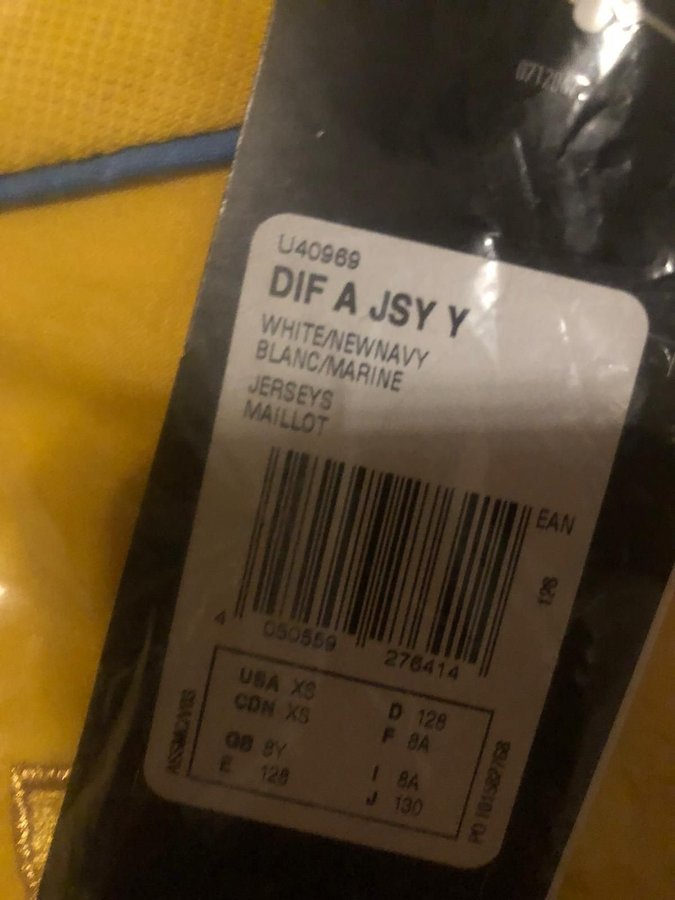 U40969
DIF A JSY Y
WHITE/NEWNAVY
BLANC/MARINE
JERSEYS
MAILLOT
EAN
128
4 050559 276414
USA XS D 128
CDN XS F 8A
GB 8Y I 8A
E 128 J 130